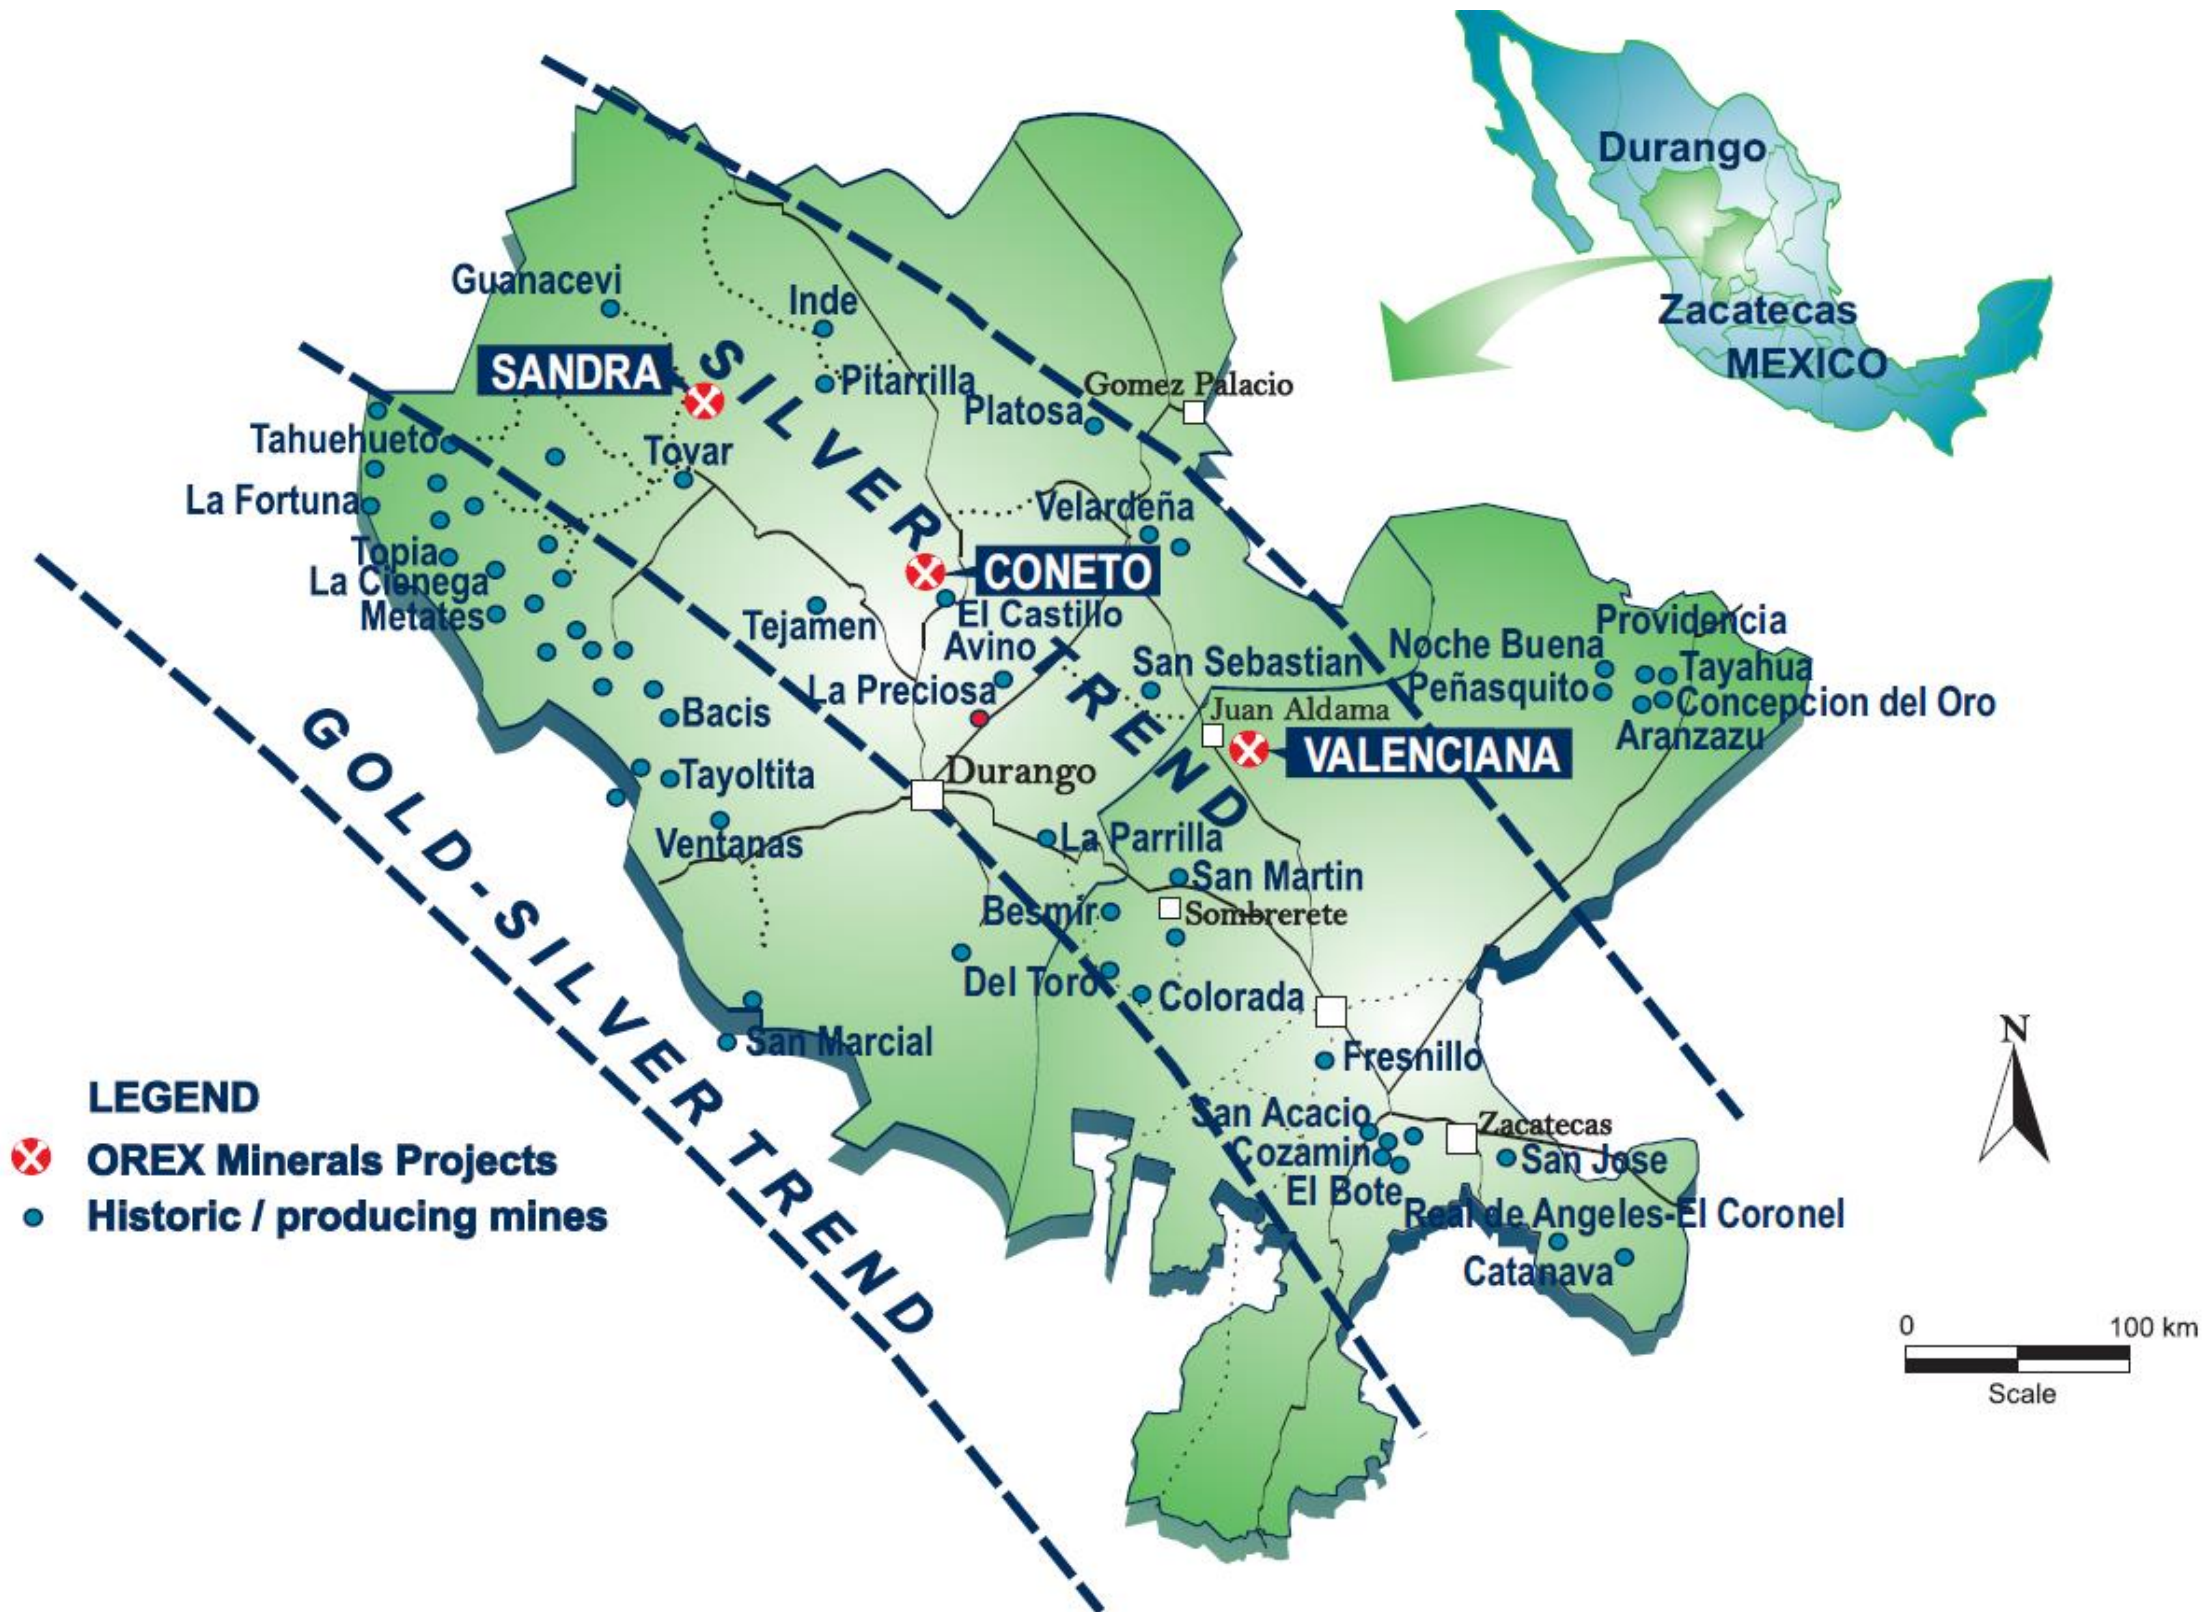 Durango
Zacatecas
MEXICO
Guanacevi
Inde
SANDRA
Pitarrilla
Gomez Palacio
Platosa
Tahuehueto
Tovar
La Fortuna
Velardeña
Topia
La Cienega
Metates
CONETO
El Castillo
Tejamen
Avino
La Preciosa
San Sebastian
Noche Buena
Providencia
Tayahua
Peñasquito
Concepcion del Oro
Aranzazu
Juan Aldama
VALENCIANA
Bacis
Tayoltita
Durango
Ventanas
La Parrilla
San Martin
Besmir
Sombrerete
Del Toro
Colorada
San Marcial
Fresnillo
San Acacio
Zacatecas
Cozamin
San Jose
El Bote
Real de Angeles-El Coronel
Catanava
SILVER TREND
GOLD-SILVER TREND
LEGEND
OREX Minerals Projects
Historic / producing mines
N
0 100 km
Scale